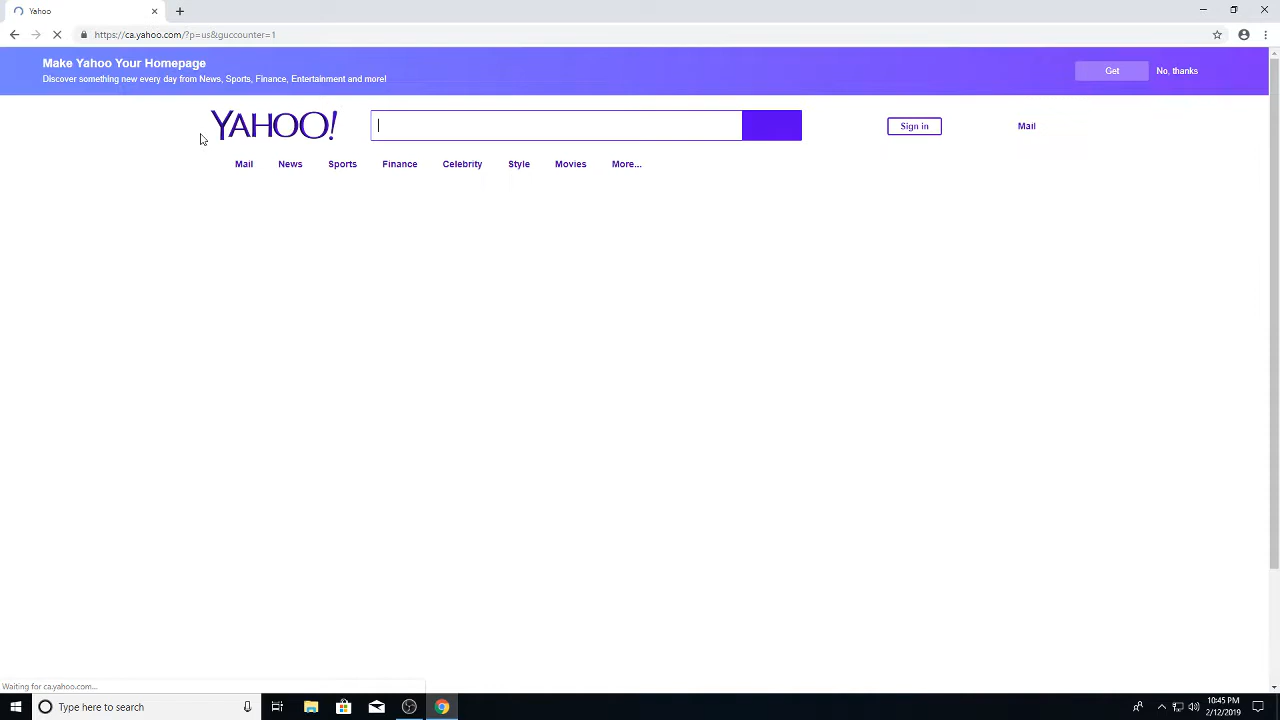 Yahoo
https://ca.yahoo.com/?p=us&guccounter=1
Make Yahoo Your Homepage
Discover something new every day from News, Sports, Finance, Entertainment and more!
Get
No, thanks
YAHOO!
Sign in
Mail
Mail News Sports Finance Celebrity Style Movies More...
Waiting for ca.yahoo.com...
Type here to search
10:45 PM
2/12/2019